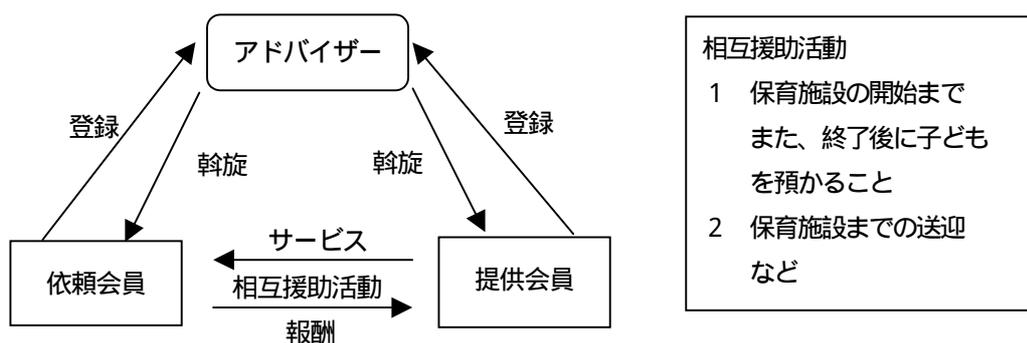 アドバイザー
登録
登録
斡旋
斡旋
サービス
依頼会員
相互援助活動
提供会員
報酬
相互援助活動
1 保育施設の開始まで
また、終了後に子ども
を預かること
2 保育施設までの送迎
など